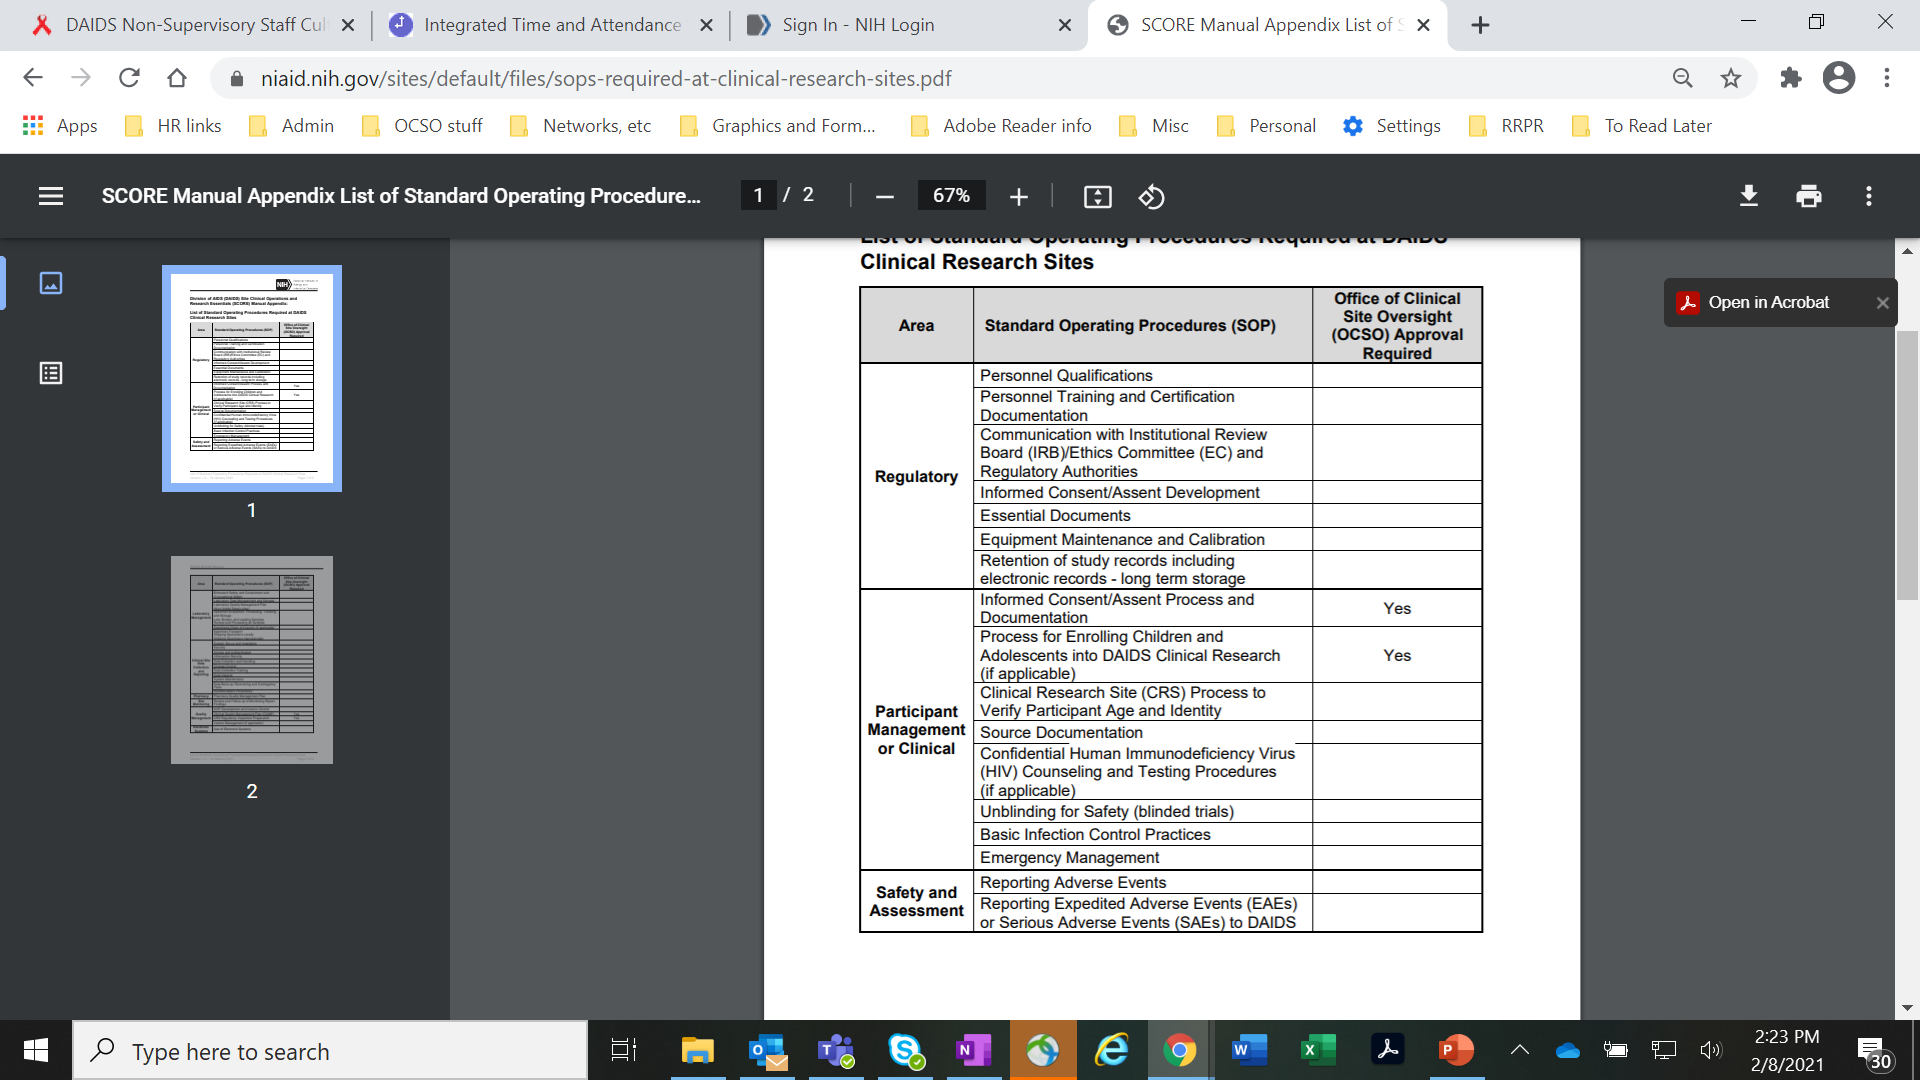 DAIDS Non-Supervisory Staff Cul
Integrated Time and Attendance
Sign In - NIH Login
SCORE Manual Appendix List of S
niaid.nih.gov/sites/default/files/sops-required-at-clinical-research-sites.pdf
Apps
HR links
Admin
OCSO stuff
Networks, etc
Graphics and Form...
Adobe Reader info
Misc
Personal
Settings
RRPR
To Read Later
SCORE Manual Appendix List of Standard Operating Procedure...
1 / 2
67%
Open in Acrobat
1
2
List of Standard Operating Procedures Required at DAIDS
Clinical Research Sites
Area
Standard Operating Procedures (SOP)
Office of Clinical
Site Oversight
(OCSO) Approval
Required
Regulatory
Personnel Qualifications
Personnel Training and Certification
Documentation
Communication with Institutional Review
Board (IRB)/Ethics Committee (EC) and
Regulatory Authorities
Informed Consent/Assent Development
Essential Documents
Equipment Maintenance and Calibration
Retention of study records including
electronic records - long term storage
Participant
Management
or Clinical
Informed Consent/Assent Process and
Documentation
Yes
Process for Enrolling Children and
Adolescents into DAIDS Clinical Research
(if applicable)
Yes
Clinical Research Site (CRS) Process to
Verify Participant Age and Identity
Source Documentation
Confidential Human Immunodeficiency Virus
(HIV) Counseling and Testing Procedures
(if applicable)
Unblinding for Safety (blinded trials)
Basic Infection Control Practices
Emergency Management
Safety and
Assessment
Reporting Adverse Events
Reporting Expedited Adverse Events (EAEs)
or Serious Adverse Events (SAEs) to DAIDS
Type here to search
2:23 PM
2/8/2021
30